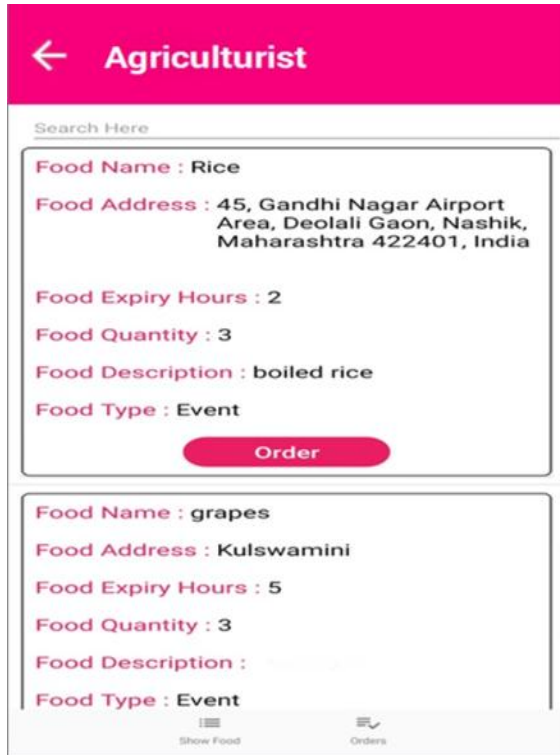 Agriculturist
Search Here
Food Name : Rice
Food Address : 45, Gandhi Nagar Airport
Area, Deolali Gaon, Nashik,
Maharashtra 422401, India
Food Expiry Hours : 2
Food Quantity : 3
Food Description : boiled rice
Food Type : Event
Order
Food Name : grapes
Food Address : Kulswamini
Food Expiry Hours : 5
Food Quantity : 3
Food Description :
Food Type : Event
Show Food
Orders